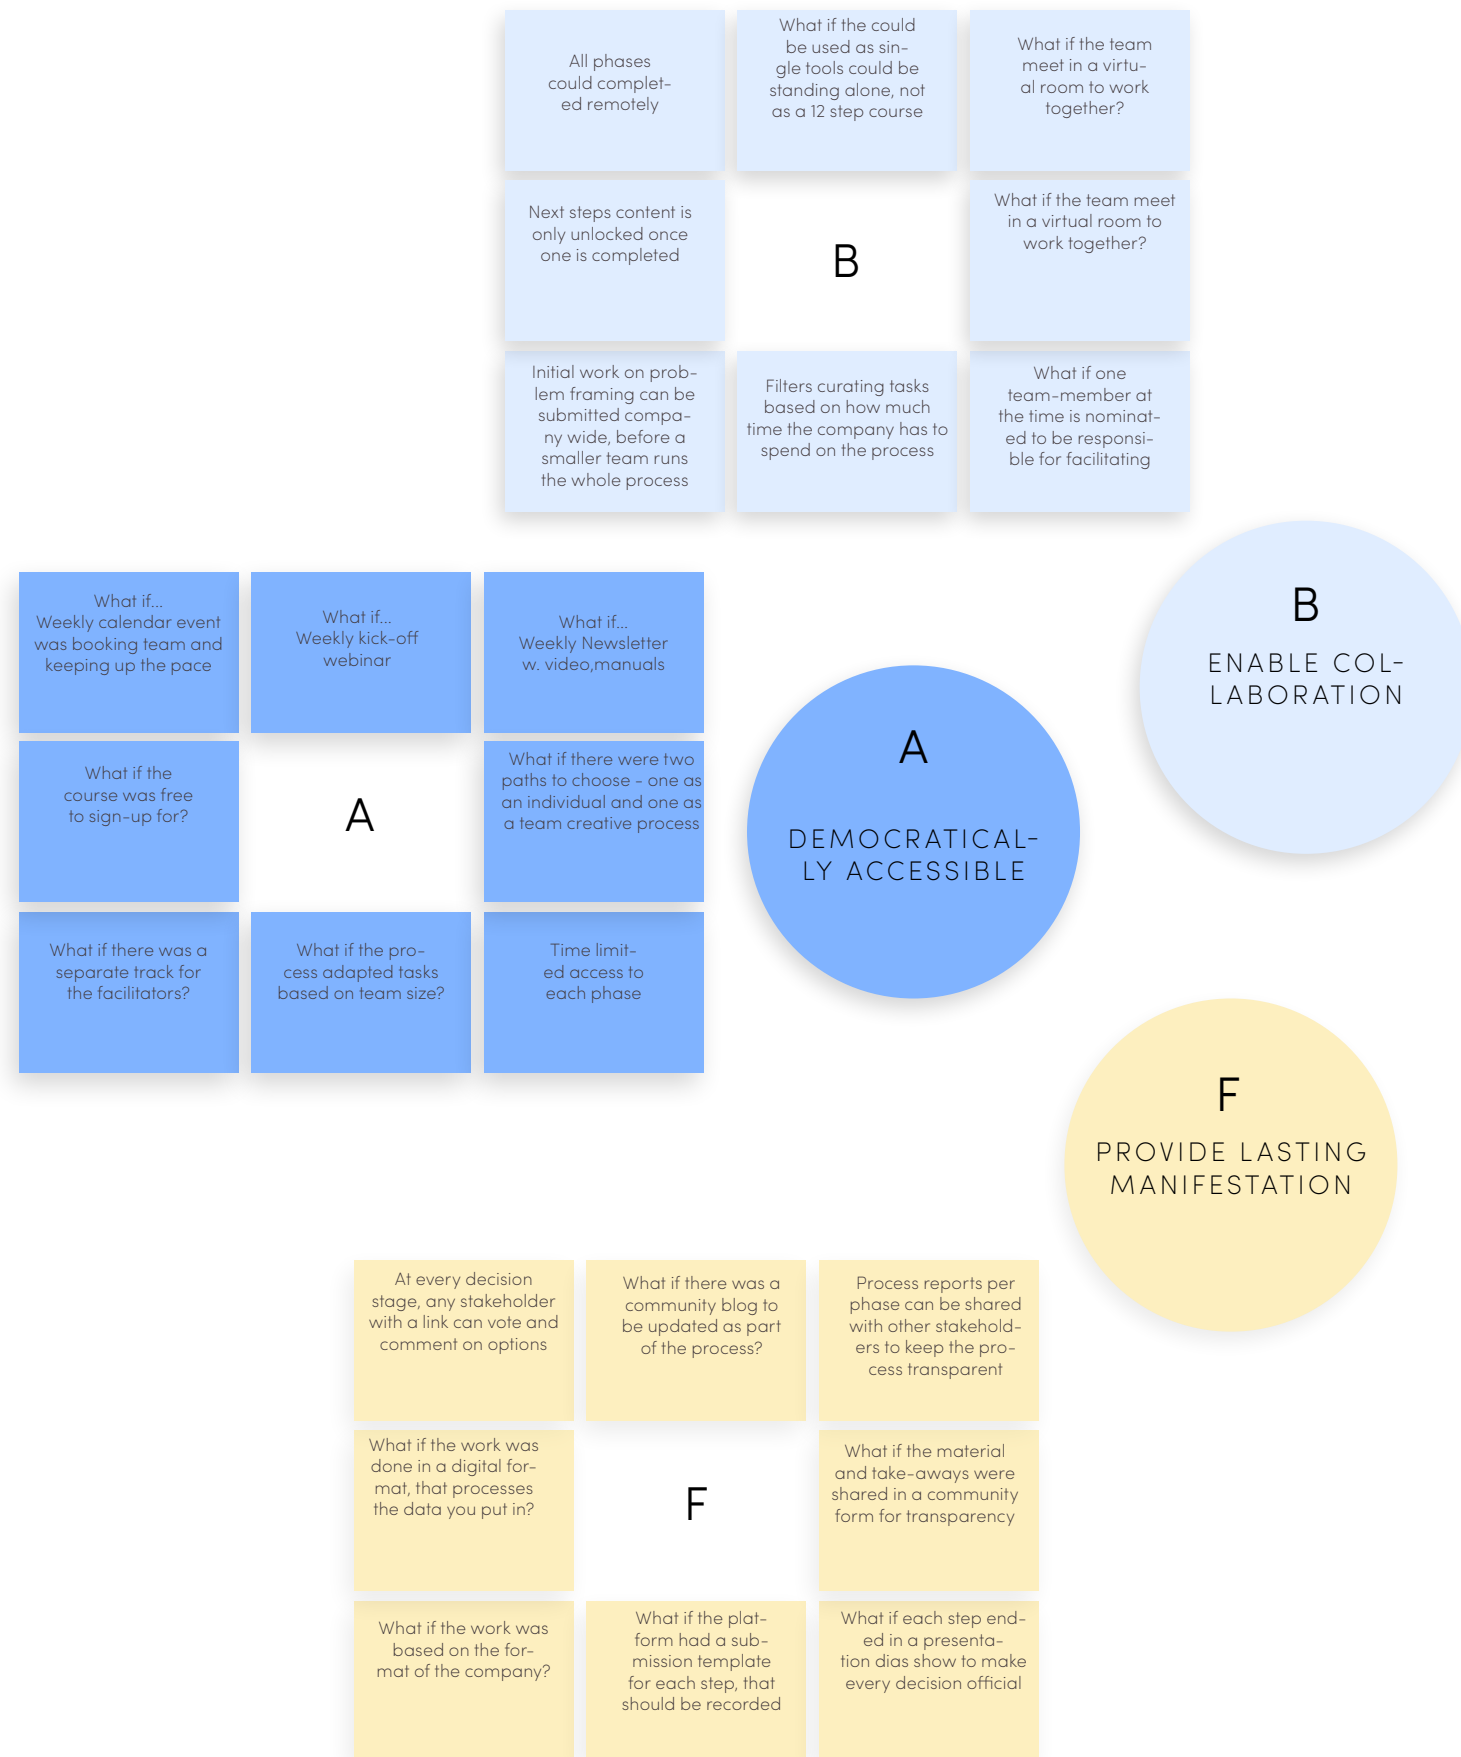 All phases
could complet-
ed remotely
What if the could
be used as sin-
gle tools could be
standing alone, not
as a 12 step course
What if the team
meet in a virtu-
al room to work
together?
Next steps content is
only unlocked once
one is completed
B
What if the team meet
in a virtual room to
work together?
Initial work on prob-
lem framing can be
submitted compa-
ny wide, before a
smaller team runs
the whole process
Filters curating tasks
based on how much
time the company has to
spend on the process
What if one
team-member at
the time is nominat-
ed to be responsi-
ble for facilitating
B
ENABLE COL-
LABORATION
What if...
Weekly calendar event
was booking team and
keeping up the pace
What if...
Weekly kick-off
webinar
What if...
Weekly Newsletter
w. video,manuals
What if the
course was free
to sign-up for?
A
What if there were two
paths to choose - one as
an individual and one as
a team creative process
What if there was a
separate track for
the facilitators?
What if the pro-
cess adapted tasks
based on team size?
Time limit-
ed access to
each phase
A
DEMOCRATICAL-
LY ACCESSIBLE
F
PROVIDE LASTING
MANIFESTATION
At every decision
stage, any stakeholder
with a link can vote and
comment on options
What if there was a
community blog to
be updated as part
of the process?
Process reports per
phase can be shared
with other stakehold-
ers to keep the pro-
cess transparent
What if the work was
done in a digital for-
mat, that processes
the data you put in?
F
What if the material
and take-aways were
shared in a community
form for transparency
What if the work was
based on the for-
mat of the company?
What if the plat-
form had a sub-
mission template
for each step, that
should be recorded
What if each step end-
ed in a presenta-
tion dias show to make
every decision official